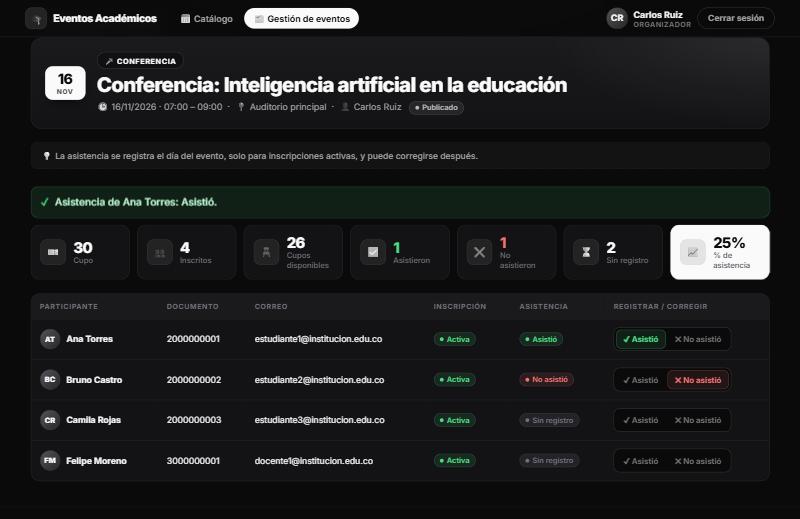 Eventos Académicos
Catálogo
Gestión de eventos
CR
Carlos Ruiz
ORGANIZADOR
Cerrar sesión
16
NOV
CONFERENCIA
Conferencia: Inteligencia artificial en la educación
16/11/2026 · 07:00 – 09:00 · Auditorio principal · Carlos Ruiz Publicado
La asistencia se registra el día del evento, solo para inscripciones activas, y puede corregirse después.
Asistencia de Ana Torres: Asistió.
30
Cupo
4
Inscritos
26
Cupos
disponibles
1
Asistieron
1
No
asistieron
2
Sin registro
25%
% de
asistencia
PARTICIPANTE DOCUMENTO CORREO INSCRIPCIÓN ASISTENCIA REGISTRAR / CORREGIR
AT Ana Torres 2000000001 estudiante1@institucion.edu.co Activa Asistió Asistió No asistió
BC Bruno Castro 2000000002 estudiante2@institucion.edu.co Activa No asistió Asistió No asistió
CR Camila Rojas 2000000003 estudiante3@institucion.edu.co Activa Sin registro Asistió No asistió
FM Felipe Moreno 3000000001 docente1@institucion.edu.co Activa Sin registro Asistió No asistió